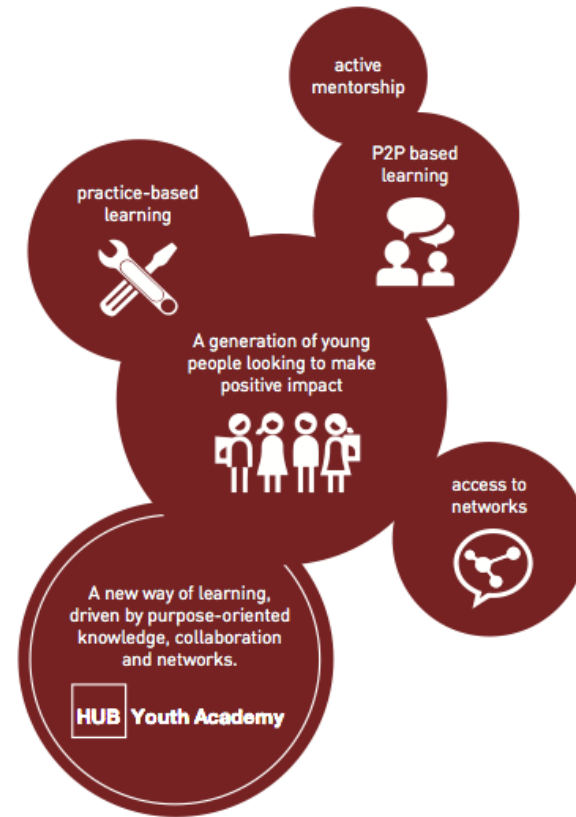 active
mentorship
P2P based
learning
practice-based
learning
A generation of young
people looking to make
positive impact
access to
networks
A new way of learning,
driven by purpose-oriented
knowledge, collaboration
and networks.
HUB Youth Academy